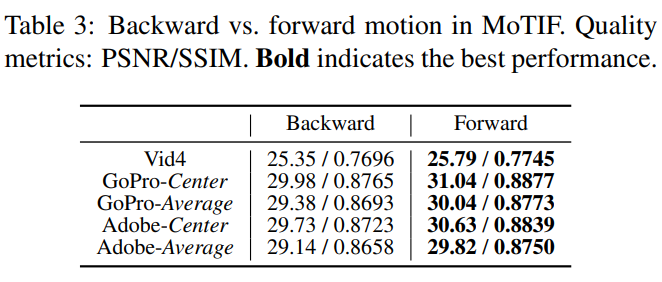 Table 3: Backward vs. forward motion in MoTIF. Quality
metrics: PSNR/SSIM. Bold indicates the best performance.
| Backward | Forward
Vid4 | 25.35 / 0.7696 | 25.79 / 0.7745
GoPro-Center | 29.98 / 0.8765 | 31.04 / 0.8877
GoPro-Average | 29.38 / 0.8693 | 30.04 / 0.8773
Adobe-Center | 29.73 / 0.8723 | 30.63 / 0.8839
Adobe-Average | 29.14 / 0.8658 | 29.82 / 0.8750